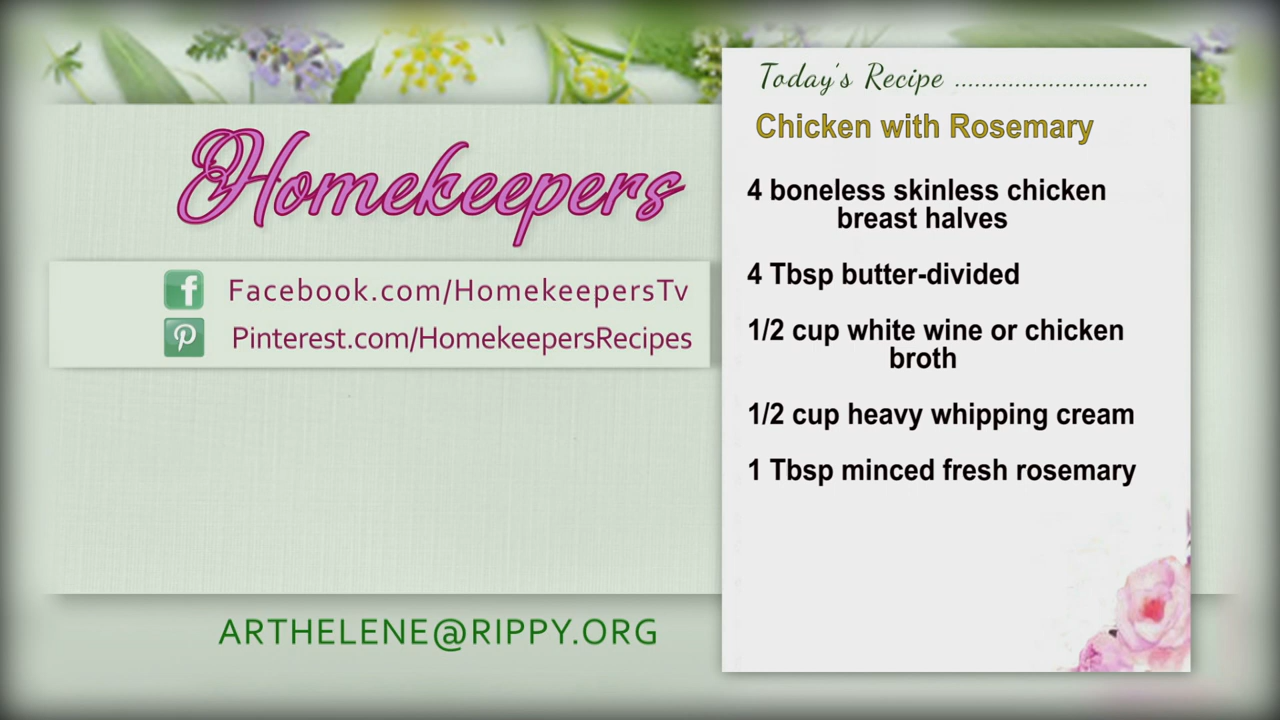 Homekeepers
Facebook.com/HomekeepersTv
Pinterest.com/HomekeepersRecipes
ARTHELENE@RIPPY.ORG
Today's Recipe ............................
Chicken with Rosemary
4 boneless skinless chicken
breast halves
4 Tbsp butter-divided
1/2 cup white wine or chicken
broth
1/2 cup heavy whipping cream
1 Tbsp minced fresh rosemary